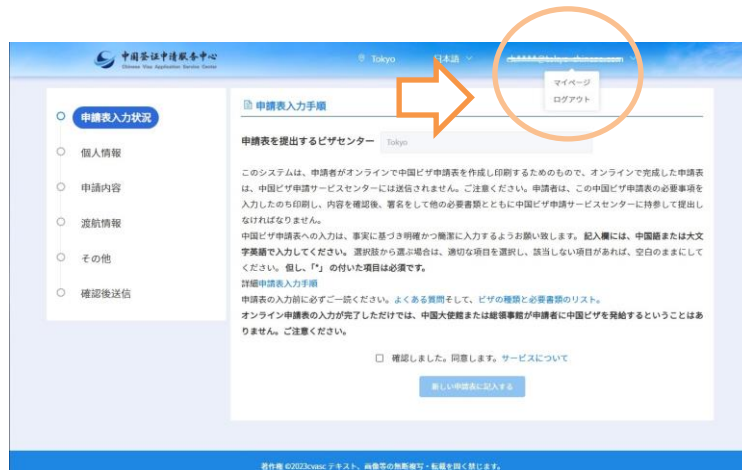 中国签证申请服务中心
Chinese Visa Application Service Center
Tokyo
日本語
マイページ
ログアウト
申請表入力状況
個人情報
申請内容
渡航情報
その他
確認後送信
申請表入力手順
申請表を提出するビザセンター
Tokyo
このシステムは、申請者がオンラインで中国ビザ申請表を作成し印刷するためのもので、オンラインで完成した申請表
は、中国ビザ申請サービスセンターには送信されません。ご注意ください。申請者は、この中国ビザ申請表の必要事項を
入力したのち印刷し、内容を確認後、署名をして他の必要書類とともに中国ビザ申請サービスセンターに持参して提出し
なければなりません。
中国ビザ申請表への入力は、事実に基づき明確かつ簡潔に入力するようお願い致します。 記入欄には、中国語または大文
字英語で入力してください。 選択肢から選ぶ場合は、適切な項目を選択し、該当しない項目があれば、空白のままにして
ください。 但し、「*」 の付いた項目は必須です。
詳細申請表入力手順
申請表の入力前に必ずご一読ください。よくある質問そして、ビザの種類と必要書類のリスト。
オンライン申請表の入力が完了しただけでは、中国大使館または総領事館が申請者に中国ビザを発給するということはあ
りません。ご注意ください。
確認しました。同意します。サービスについて
新しい申請表に記入する
著作権 ©2023cvasc テキスト、画像等の無断複写・転載を固く禁じます。